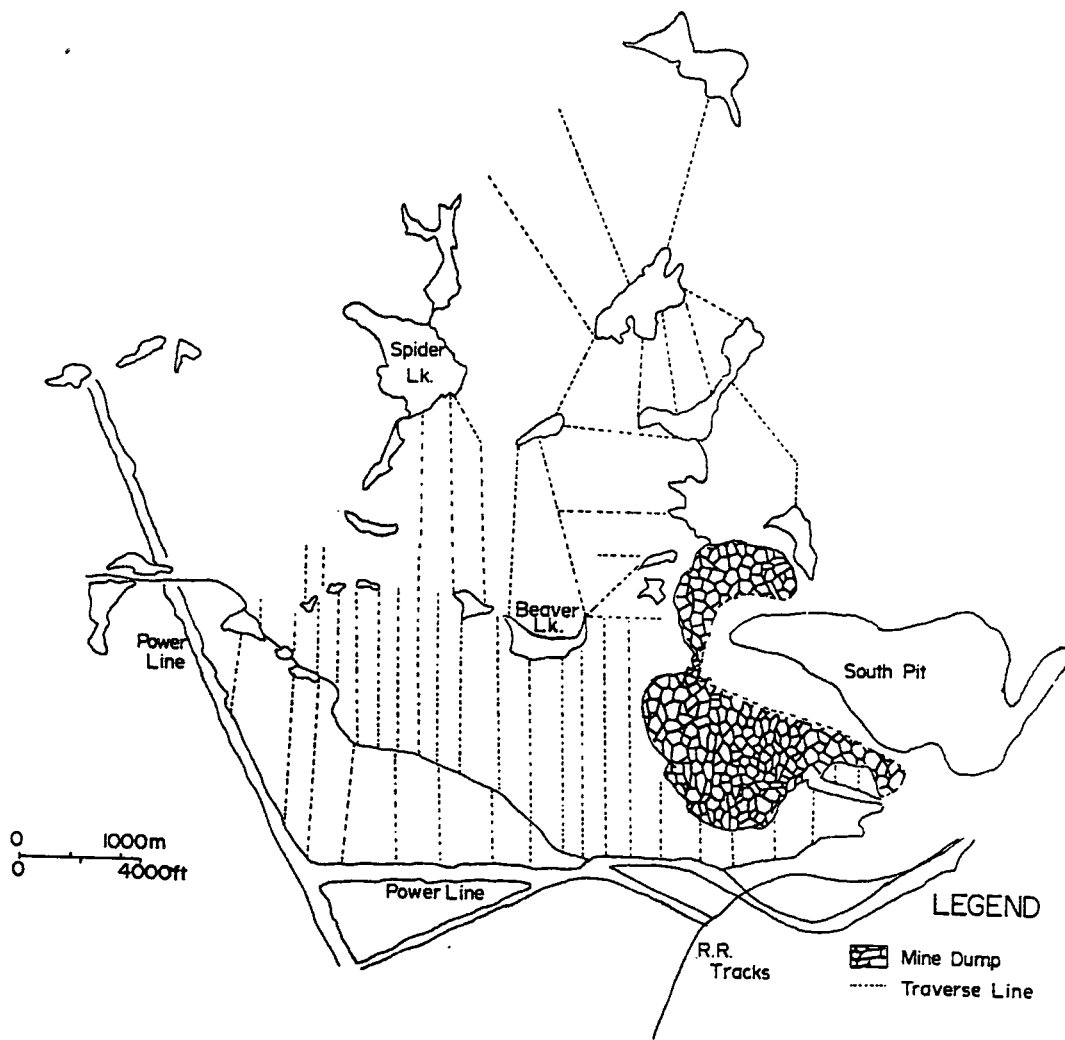 Spider
Lk.
Beaver
Lk.
Power
Line
South Pit
0 1000m
0 4000ft
Power Line
R.R.
Tracks
LEGEND
Mine Dump
Traverse Line